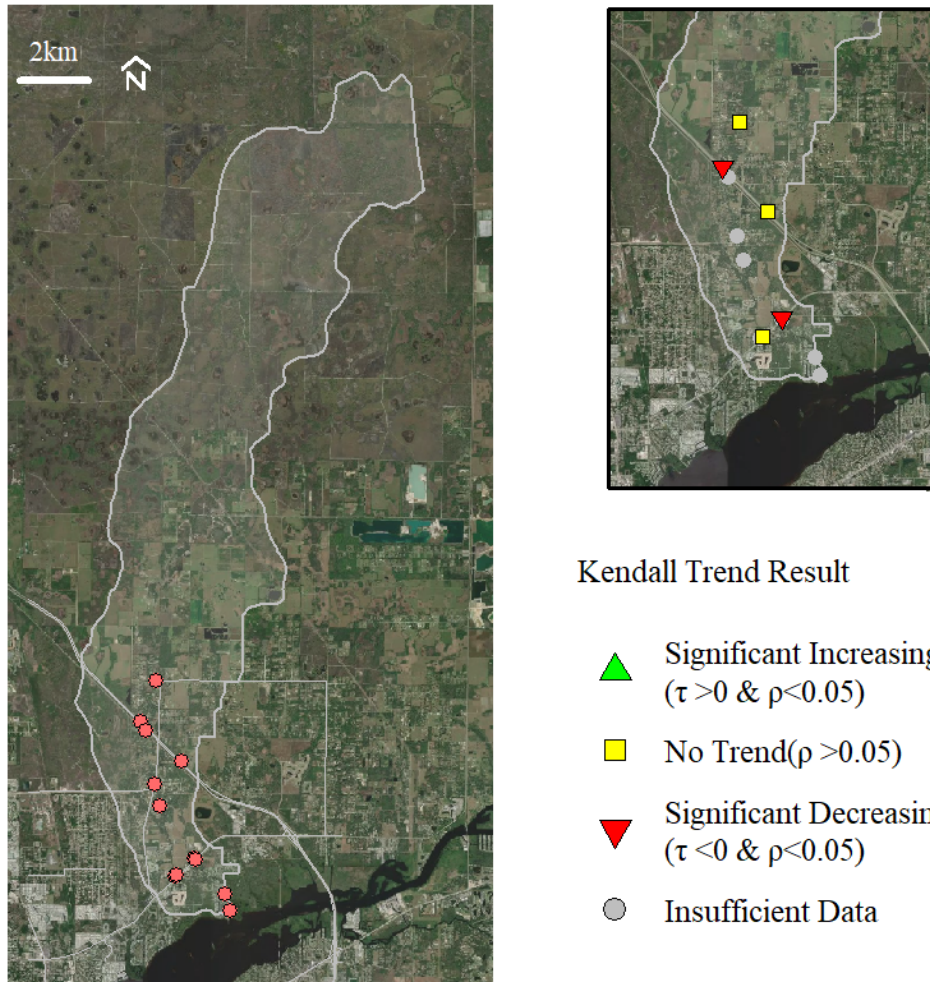 2km
N
Kendall Trend Result
Significant Increasing
(τ >0 & ρ<0.05)
No Trend(ρ >0.05)
Significant Decreasin
(τ <0 & ρ<0.05)
Insufficient Data